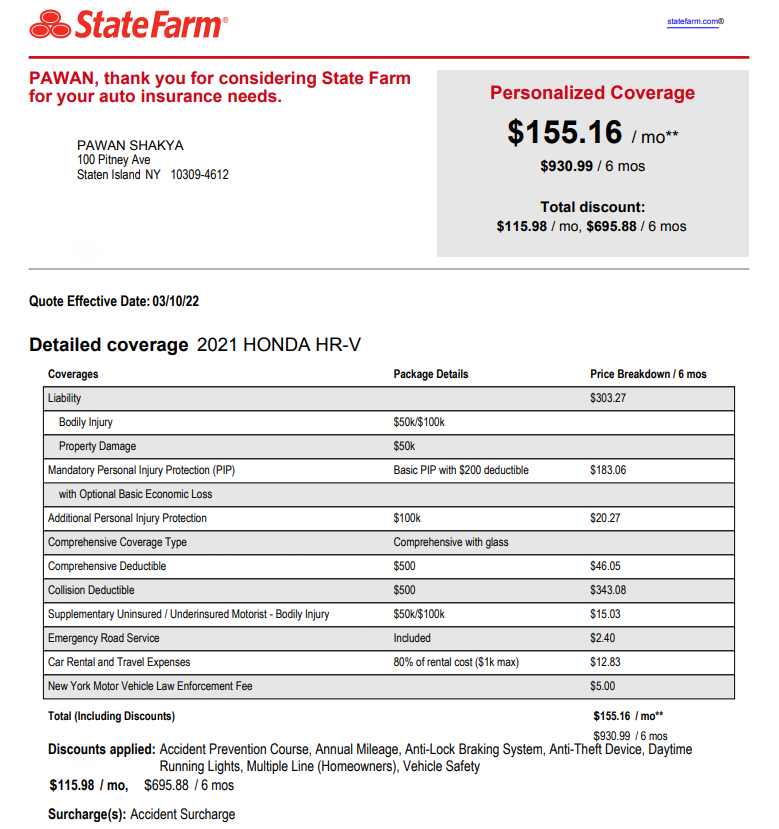 StateFarm®
statefarm.com®
PAWAN, thank you for considering State Farm
for your auto insurance needs.
PAWAN SHAKYA
100 Pitney Ave
Staten Island NY 10309-4612
Personalized Coverage
$155.16 / mo**
$930.99 / 6 mos
Total discount:
$115.98 / mo, $695.88 / 6 mos
Quote Effective Date: 03/10/22
Detailed coverage 2021 HONDA HR-V
Coverages Package Details Price Breakdown / 6 mos
Liability $303.27
Bodily Injury $50k/$100k
Property Damage $50k
Mandatory Personal Injury Protection (PIP) Basic PIP with $200 deductible $183.06
with Optional Basic Economic Loss
Additional Personal Injury Protection $100k $20.27
Comprehensive Coverage Type Comprehensive with glass
Comprehensive Deductible $500 $46.05
Collision Deductible $500 $343.08
Supplementary Uninsured / Underinsured Motorist - Bodily Injury $50k/$100k $15.03
Emergency Road Service Included $2.40
Car Rental and Travel Expenses 80% of rental cost ($1k max) $12.83
New York Motor Vehicle Law Enforcement Fee $5.00
Total (Including Discounts) $155.16 / mo**
$930.99 / 6 mos
Discounts applied: Accident Prevention Course, Annual Mileage, Anti-Lock Braking System, Anti-Theft Device, Daytime
Running Lights, Multiple Line (Homeowners), Vehicle Safety
$115.98 / mo, $695.88 / 6 mos
Surcharge(s): Accident Surcharge